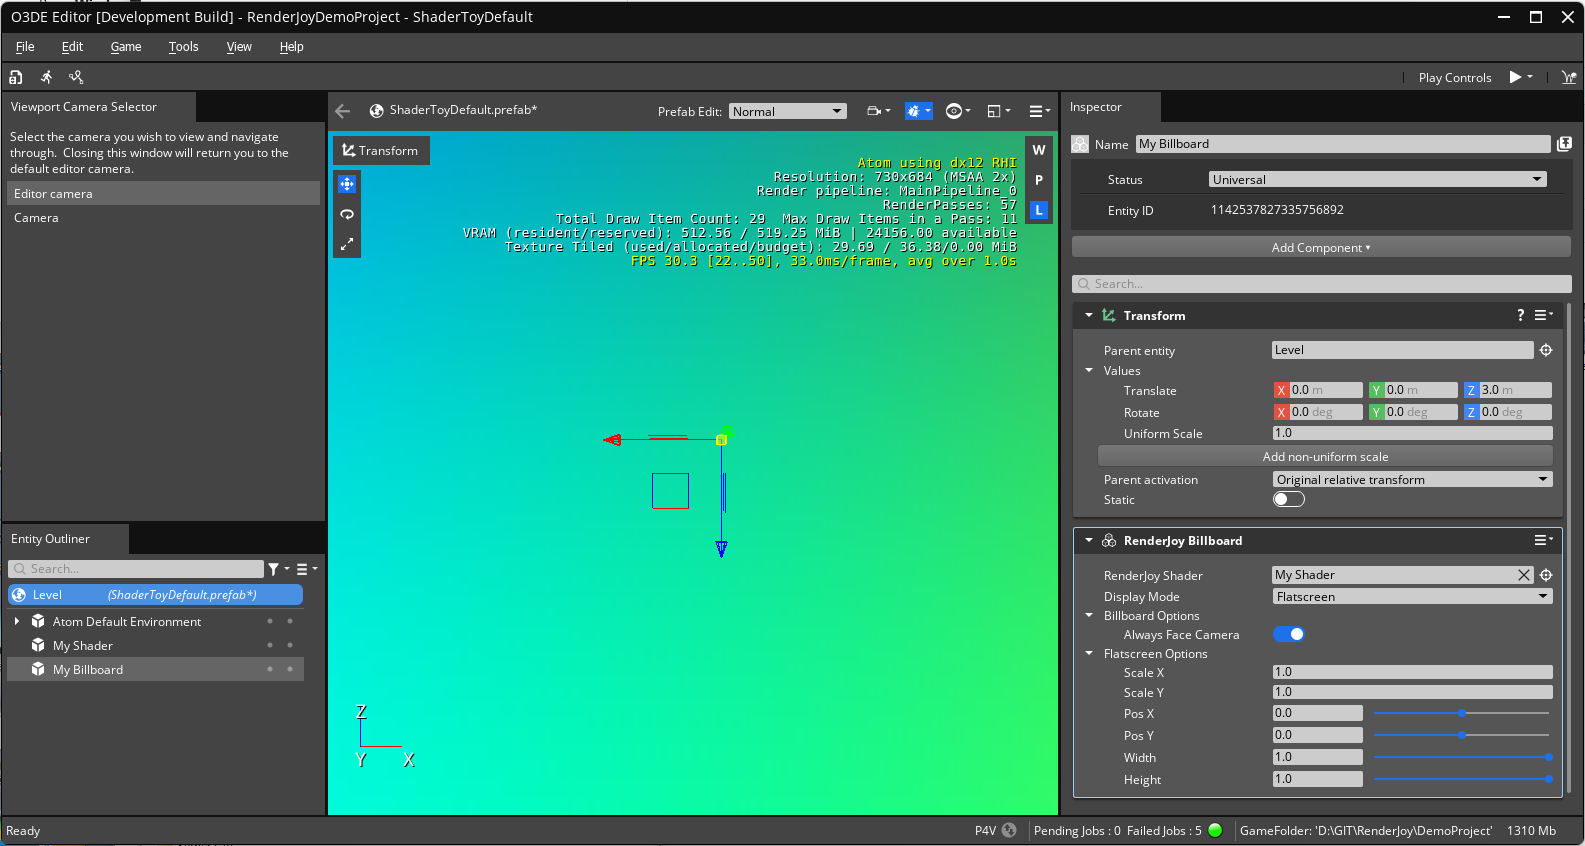 O3DE Editor [Development Build] - RenderJoyDemoProject - ShaderToyDefault
File Edit Game Tools View Help
Play Controls
Viewport Camera Selector
Select the camera you wish to view and navigate
through. Closing this window will return you to the
default editor camera.
Editor camera
Camera
Entity Outliner
Search...
Level (ShaderToyDefault.prefab*)
Atom Default Environment
My Shader
My Billboard
ShaderToyDefault.prefab*
Prefab Edit: Normal
Transform
W
P
L
Atom using dx12 RHI
Resolution: 730x684 (MSAA 2x)
Render pipeline: MainPipeline_0
RenderPasses: 57
Total Draw Item Count: 29 Max Draw Items in a Pass: 11
VRAM (resident/reserved): 512.56 / 519.25 MiB | 24156.00 available
Texture Tiled (used/allocated/budget): 29.69 / 36.38/0.00 MiB
FPS 30.3 [22..50], 33.0ms/frame, avg over 1.0s
Z
Y X
Inspector
Name My Billboard
Status Universal
Entity ID 1142537827335756892
Add Component
Search...
Transform ?
Parent entity Level
Values
Translate X 0.0 m Y 0.0 m Z 3.0 m
Rotate X 0.0 deg Y 0.0 deg Z 0.0 deg
Uniform Scale 1.0
Add non-uniform scale
Parent activation Original relative transform
Static
RenderJoy Billboard
RenderJoy Shader My Shader
Display Mode Flatscreen
Billboard Options
Always Face Camera
Flatscreen Options
Scale X 1.0
Scale Y 1.0
Pos X 0.0
Pos Y 0.0
Width 1.0
Height 1.0
Ready P4V Pending Jobs : 0 Failed Jobs : 5 GameFolder: 'D:\GIT\RenderJoy\DemoProject' 1310 Mb